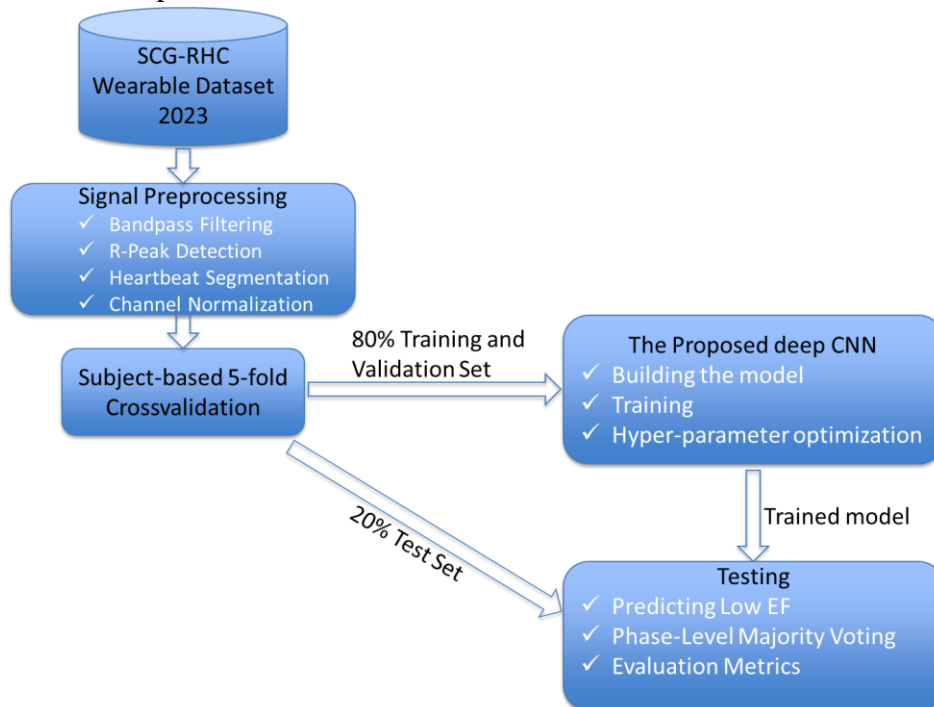 SCG-RHC
Wearable Dataset
2023
Signal Preprocessing
✓ Bandpass Filtering
✓ R-Peak Detection
✓ Heartbeat Segmentation
✓ Channel Normalization
Subject-based 5-fold
Crossvalidation
80% Training and
Validation Set
The Proposed deep CNN
✓ Building the model
✓ Training
✓ Hyper-parameter optimization
20% Test Set
Trained model
Testing
✓ Predicting Low EF
✓ Phase-Level Majority Voting
✓ Evaluation Metrics